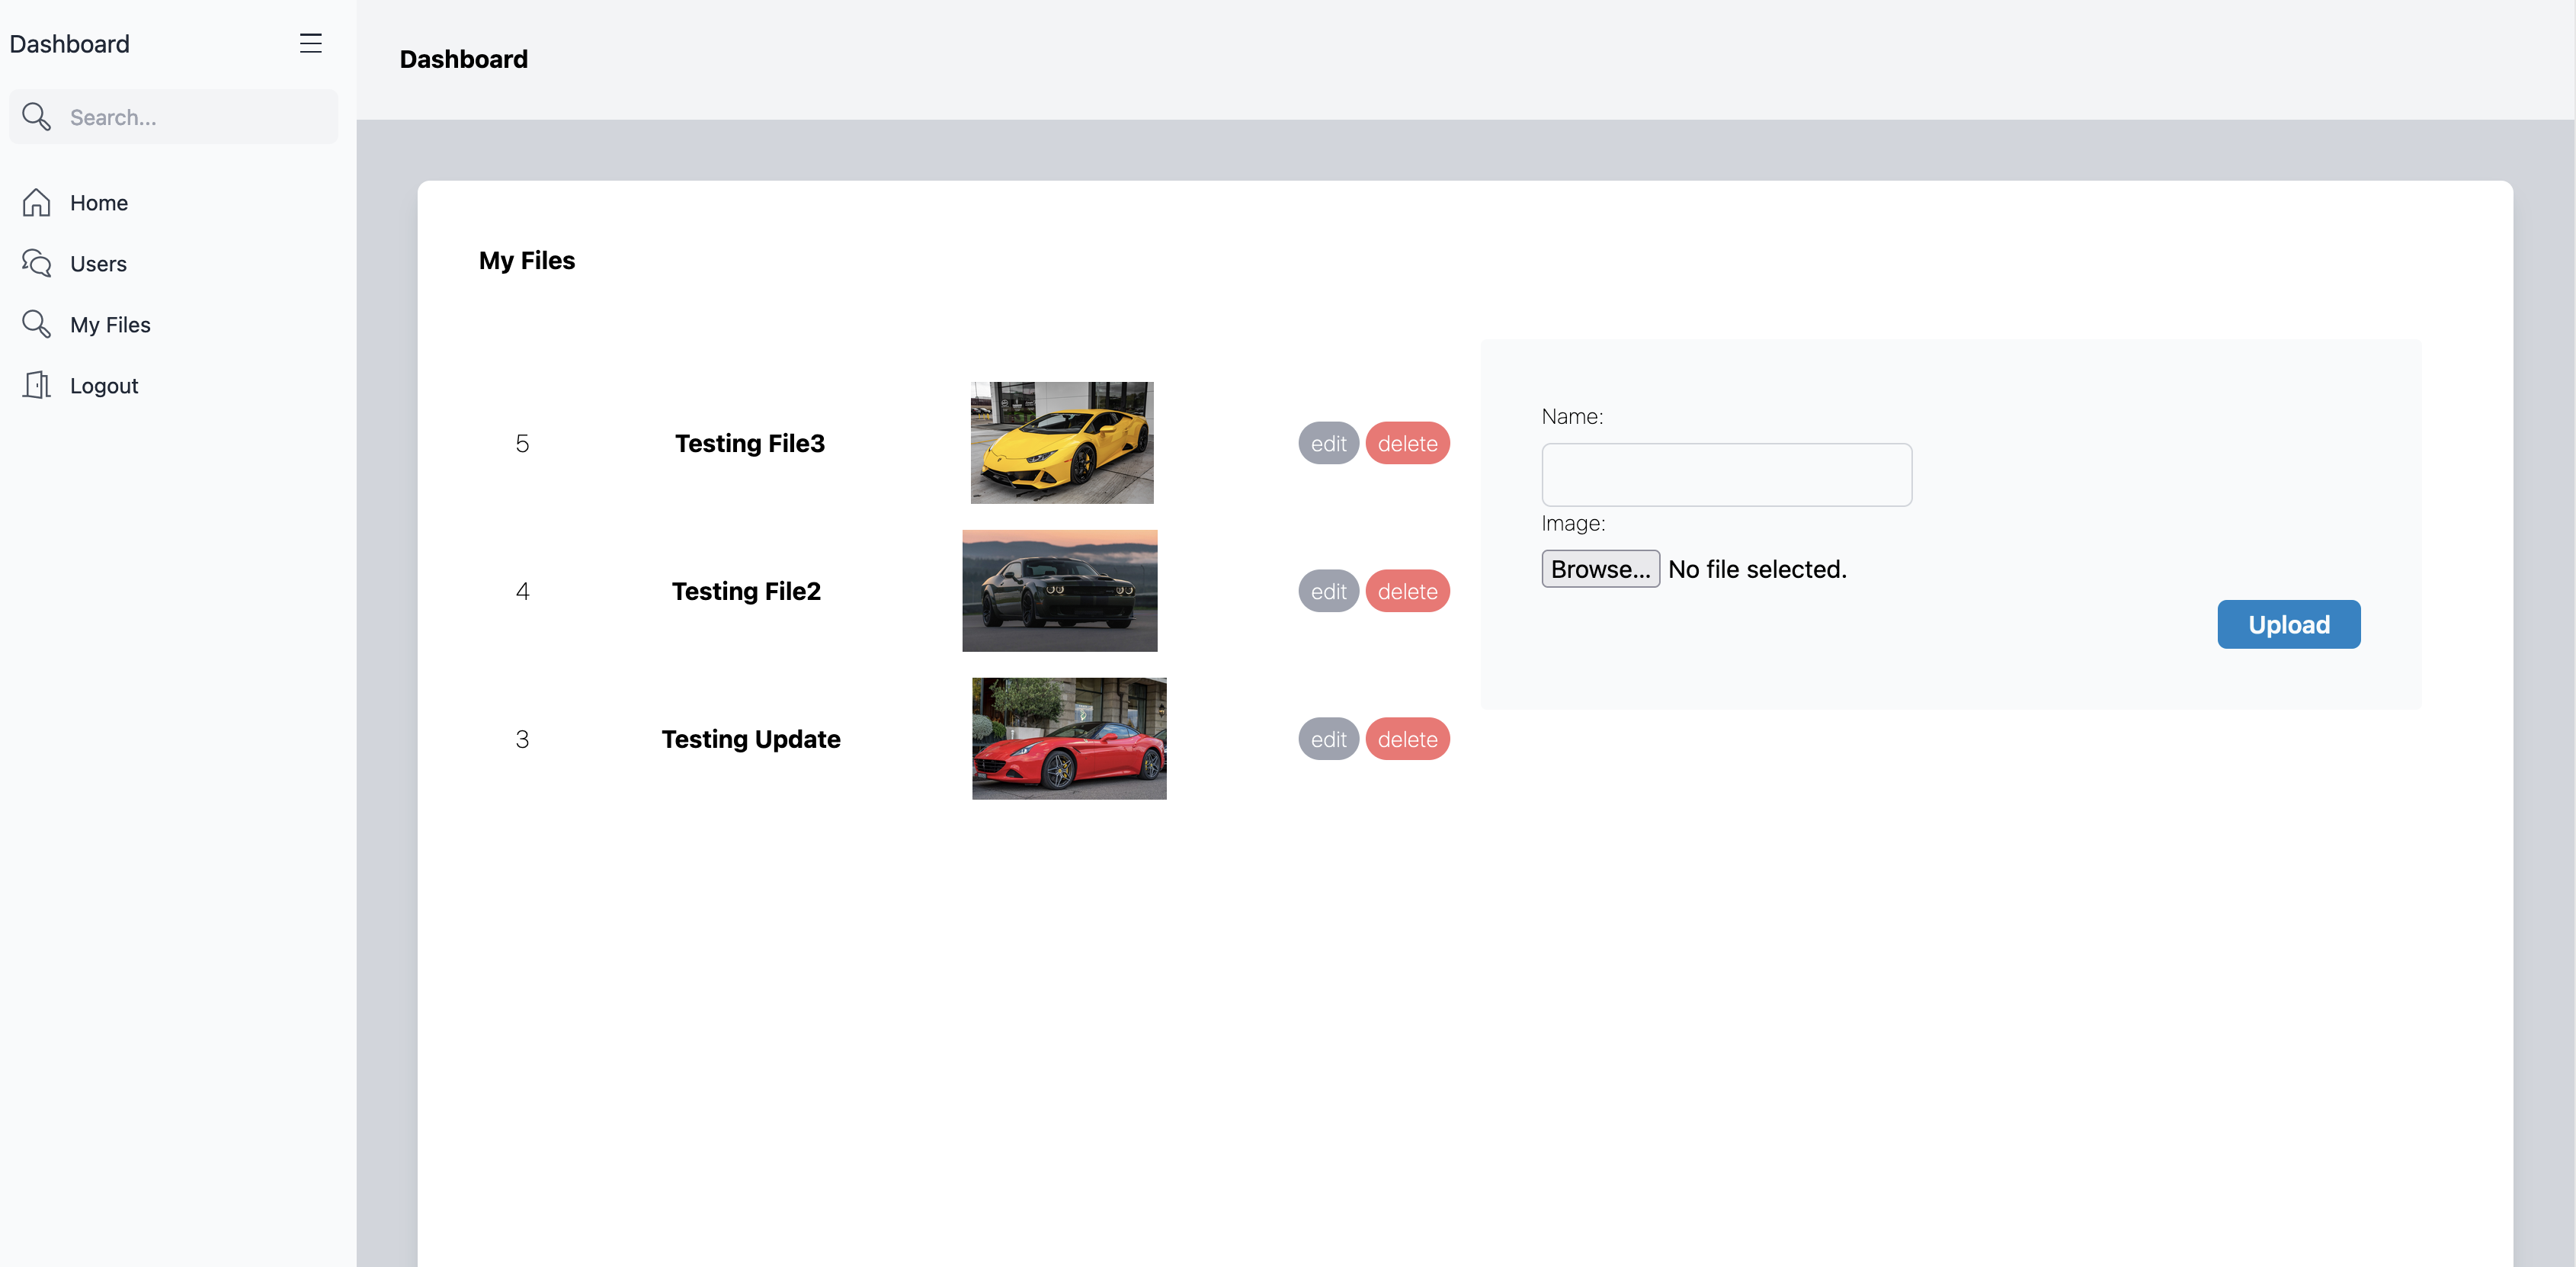 Dashboard
Search...
Home
Users
My Files
Logout
Dashboard
My Files
5 Testing File3 edit delete
4 Testing File2 edit delete
3 Testing Update edit delete
Name:
Image:
Browse... No file selected.
Upload